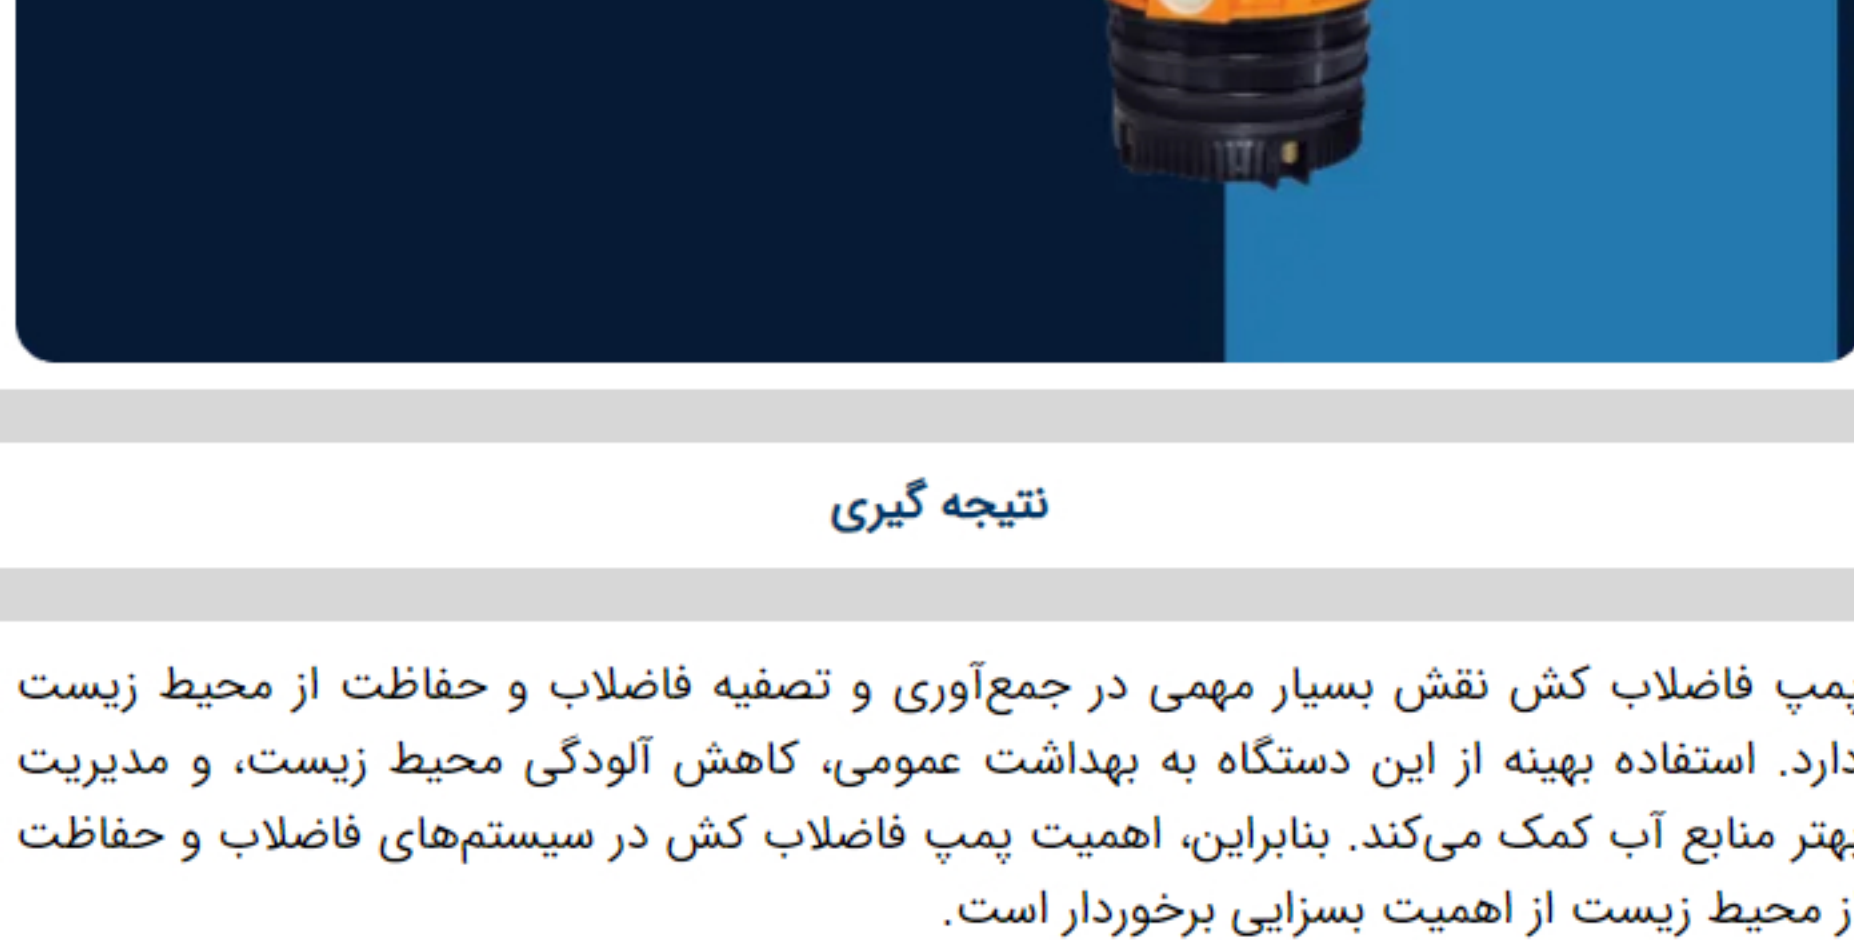 نتیجه گیری
پمپ فاضلاب کش نقش بسیار مهمی در جمع‌آوری و تصفیه فاضلاب و حفاظت از محیط زیست
دارد. استفاده بهینه از این دستگاه به بهداشت عمومی، کاهش آلودگی محیط زیست، و مدیریت
بهتر منابع آب کمک می‌کند. بنابراین، اهمیت پمپ فاضلاب کش در سیستم‌های فاضلاب و حفاظت
از محیط زیست از اهمیت بسزایی برخوردار است.